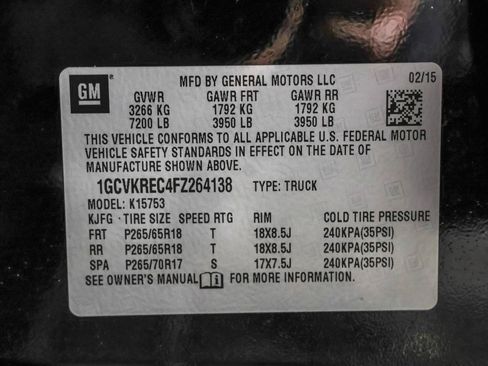 GM
MFD BY GENERAL MOTORS LLC 02/15
GVWR GAWR FRT GAWR RR
3266 KG 1792 KG 1792 KG
7200 LB 3950 LB 3950 LB
THIS VEHICLE CONFORMS TO ALL APPLICABLE U.S. FEDERAL MOTOR
VEHICLE SAFETY STANDARDS IN EFFECT ON THE DATE OF
MANUFACTURE SHOWN ABOVE.
1GCVKREC4FZ264138 TYPE: TRUCK
MODEL: K15753
KJFG - TIRE SIZE SPEED RTG RIM COLD TIRE PRESSURE
FRT P265/65R18 T 18X8.5J 240KPA(35PSI)
RR P265/65R18 T 18X8.5J 240KPA(35PSI)
SPA P265/70R17 S 17X7.5J 240KPA(35PSI)
SEE OWNER'S MANUAL FOR MORE INFORMATION